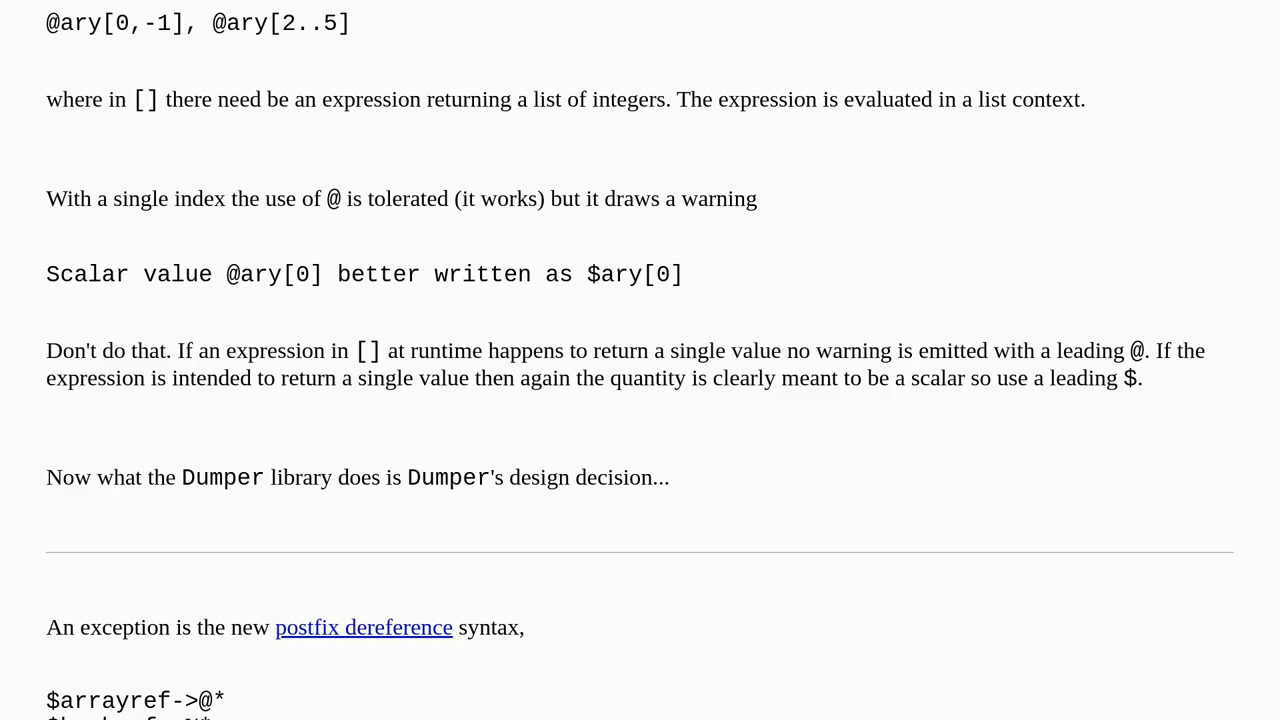 @ary[0,-1], @ary[2..5]
where in [] there need be an expression returning a list of integers. The expression is evaluated in a list context.
With a single index the use of @ is tolerated (it works) but it draws a warning
Scalar value @ary[0] better written as $ary[0]
Don't do that. If an expression in [] at runtime happens to return a single value no warning is emitted with a leading @. If the
expression is intended to return a single value then again the quantity is clearly meant to be a scalar so use a leading $.
Now what the Dumper library does is Dumper's design decision...
An exception is the new postfix dereference syntax,
$arrayref->@*